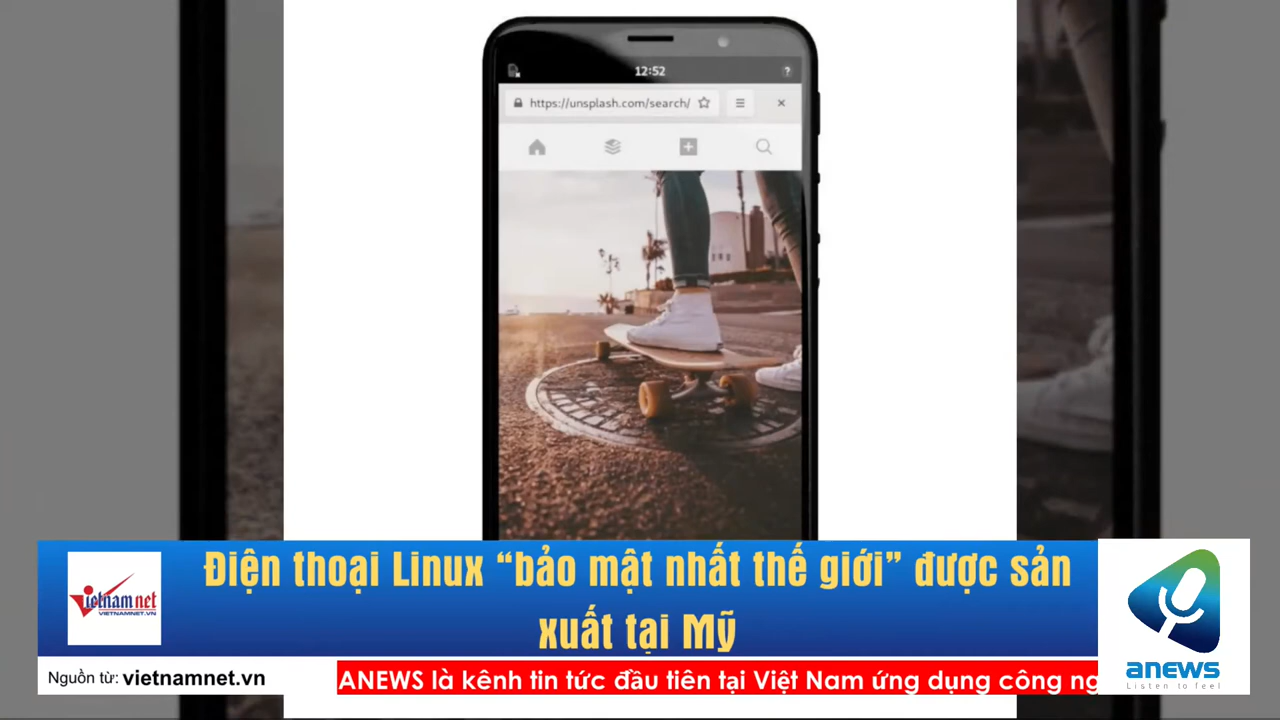 12:52
?
https://unsplash.com/search/
Điện thoại Linux “bảo mật nhất thế giới” được sản
xuất tại Mỹ
Vietnamnet
VIETNAMNET.VN
Nguồn từ: vietnamnet.vn
ANEWS là kênh tin tức đầu tiên tại Việt Nam ứng dụng công ng
anews
Listen to feel